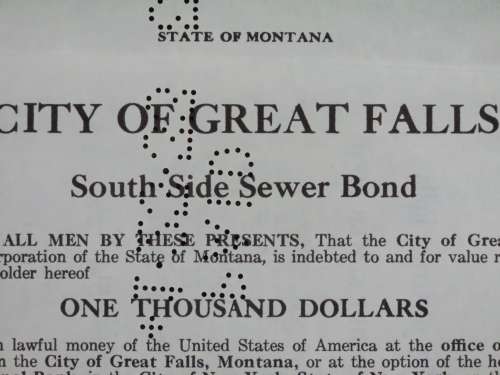 STATE OF MONTANA
CITY OF GREAT FALLS
South Side Sewer Bond
ALL MEN BY THESE PRESENTS, That the City of Grea
rporation of the State of Montana, is indebted to and for value r
older hereof
ONE THOUSAND DOLLARS
n lawful money of the United States of America at the office o
n the City of Great Falls, Montana, or at the option of the h